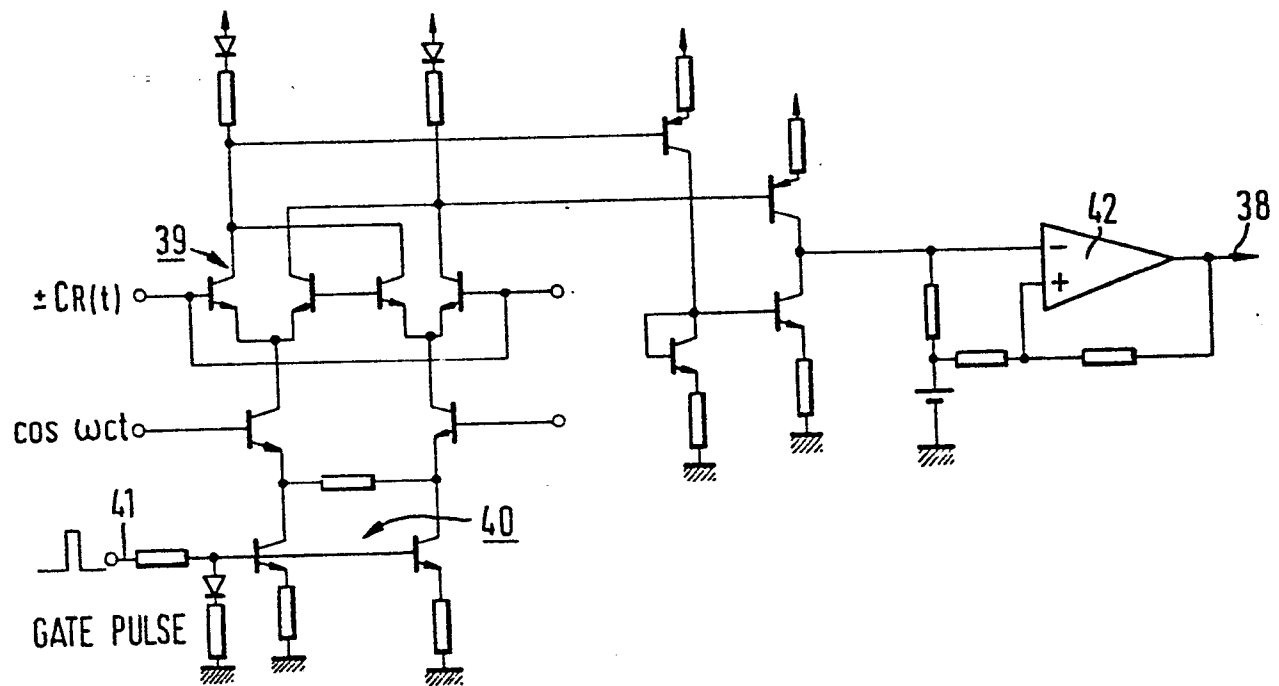 42
38
39
± CR(t)
cos ωct
41
40
GATE PULSE
−
+